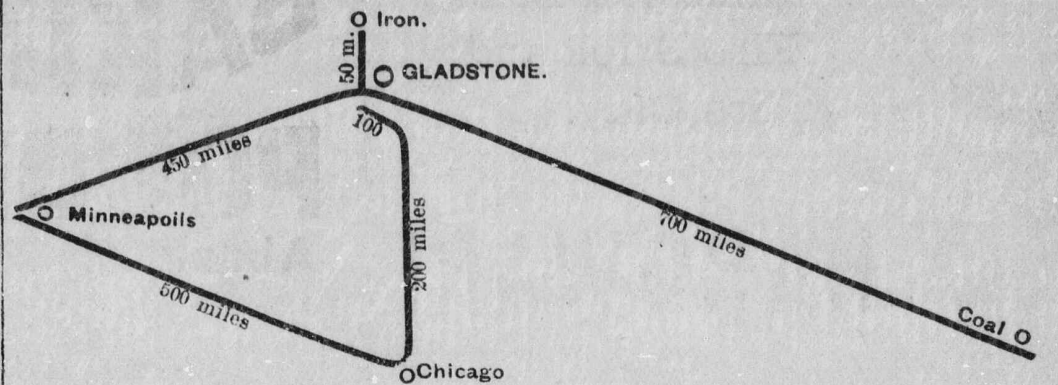 Iron.
50 m.
GLADSTONE.
100
450 miles
Minneapoils
200 miles
700 miles
500 miles
Coal
Chicago